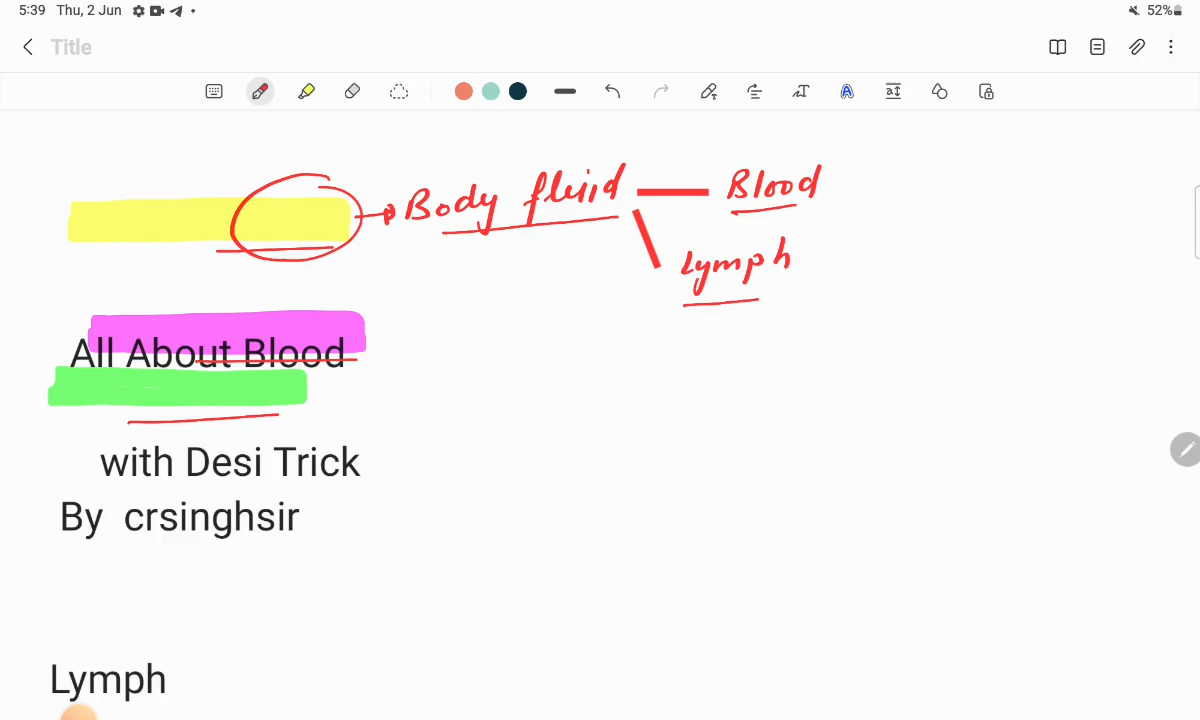 5:39 Thu, 2 Jun
52%
Title
Body fluid Blood
Lymph
All About Blood
with Desi Trick
By crsinghsir
Lymph